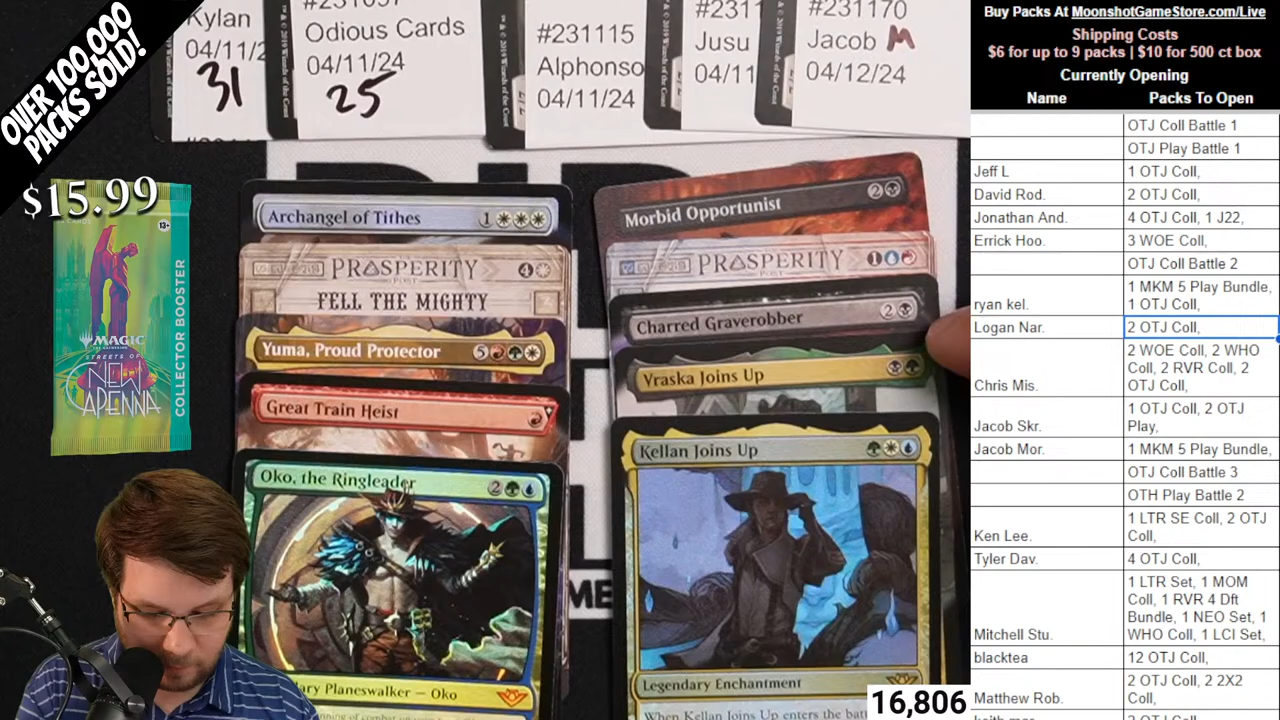 OVER 100,000
PACKS SOLD!
$15.99
13+
MAGIC
STREETS OF
NEW
CAPENNA
COLLECTOR BOOSTER
Kylan
04/11/2
31
Odious Cards
04/11/24
25
#231115
Alphonso
04/11/24
#2311
Jusu
04/11
#231170
Jacob M
04/12/24
Archangel of Tithes 1
PROSPERITY 4
FELL THE MIGHTY
Yuma, Proud Protector 5
Great Train Heist
Oko, the Ringleader 2
ary Planeswalker — Oko
Morbid Opportunist 2
PROSPERITY 1
POST
Charred Graverobber 2
Vraska Joins Up
Kellan Joins Up
Legendary Enchantment
When Kellan Joins Up enters the batt
16,806
Buy Packs At MoonshotGameStore.com/Live
Shipping Costs
$6 for up to 9 packs | $10 for 500 ct box
Currently Opening
Name Packs To Open
OTJ Coll Battle 1
OTJ Play Battle 1
Jeff L 1 OTJ Coll,
David Rod. 2 OTJ Coll,
Jonathan And. 4 OTJ Coll, 1 J22,
Errick Hoo. 3 WOE Coll,
OTJ Coll Battle 2
1 MKM 5 Play Bundle,
ryan kel. 1 OTJ Coll,
Logan Nar. 2 OTJ Coll,
2 WOE Coll, 2 WHO
Coll, 2 RVR Coll, 2
Chris Mis. OTJ Coll,
1 OTJ Coll, 2 OTJ
Jacob Skr. Play,
Jacob Mor. 1 MKM 5 Play Bundle,
OTJ Coll Battle 3
OTH Play Battle 2
1 LTR SE Coll, 2 OTJ
Ken Lee. Coll,
Tyler Dav. 4 OTJ Coll,
1 LTR Set, 1 MOM
Coll, 1 RVR 4 Dft
Bundle, 1 NEO Set, 1
Mitchell Stu. WHO Coll, 1 LCI Set,
blacktea 12 OTJ Coll,
2 OTJ Coll, 2 2X2
Matthew Rob. Coll,